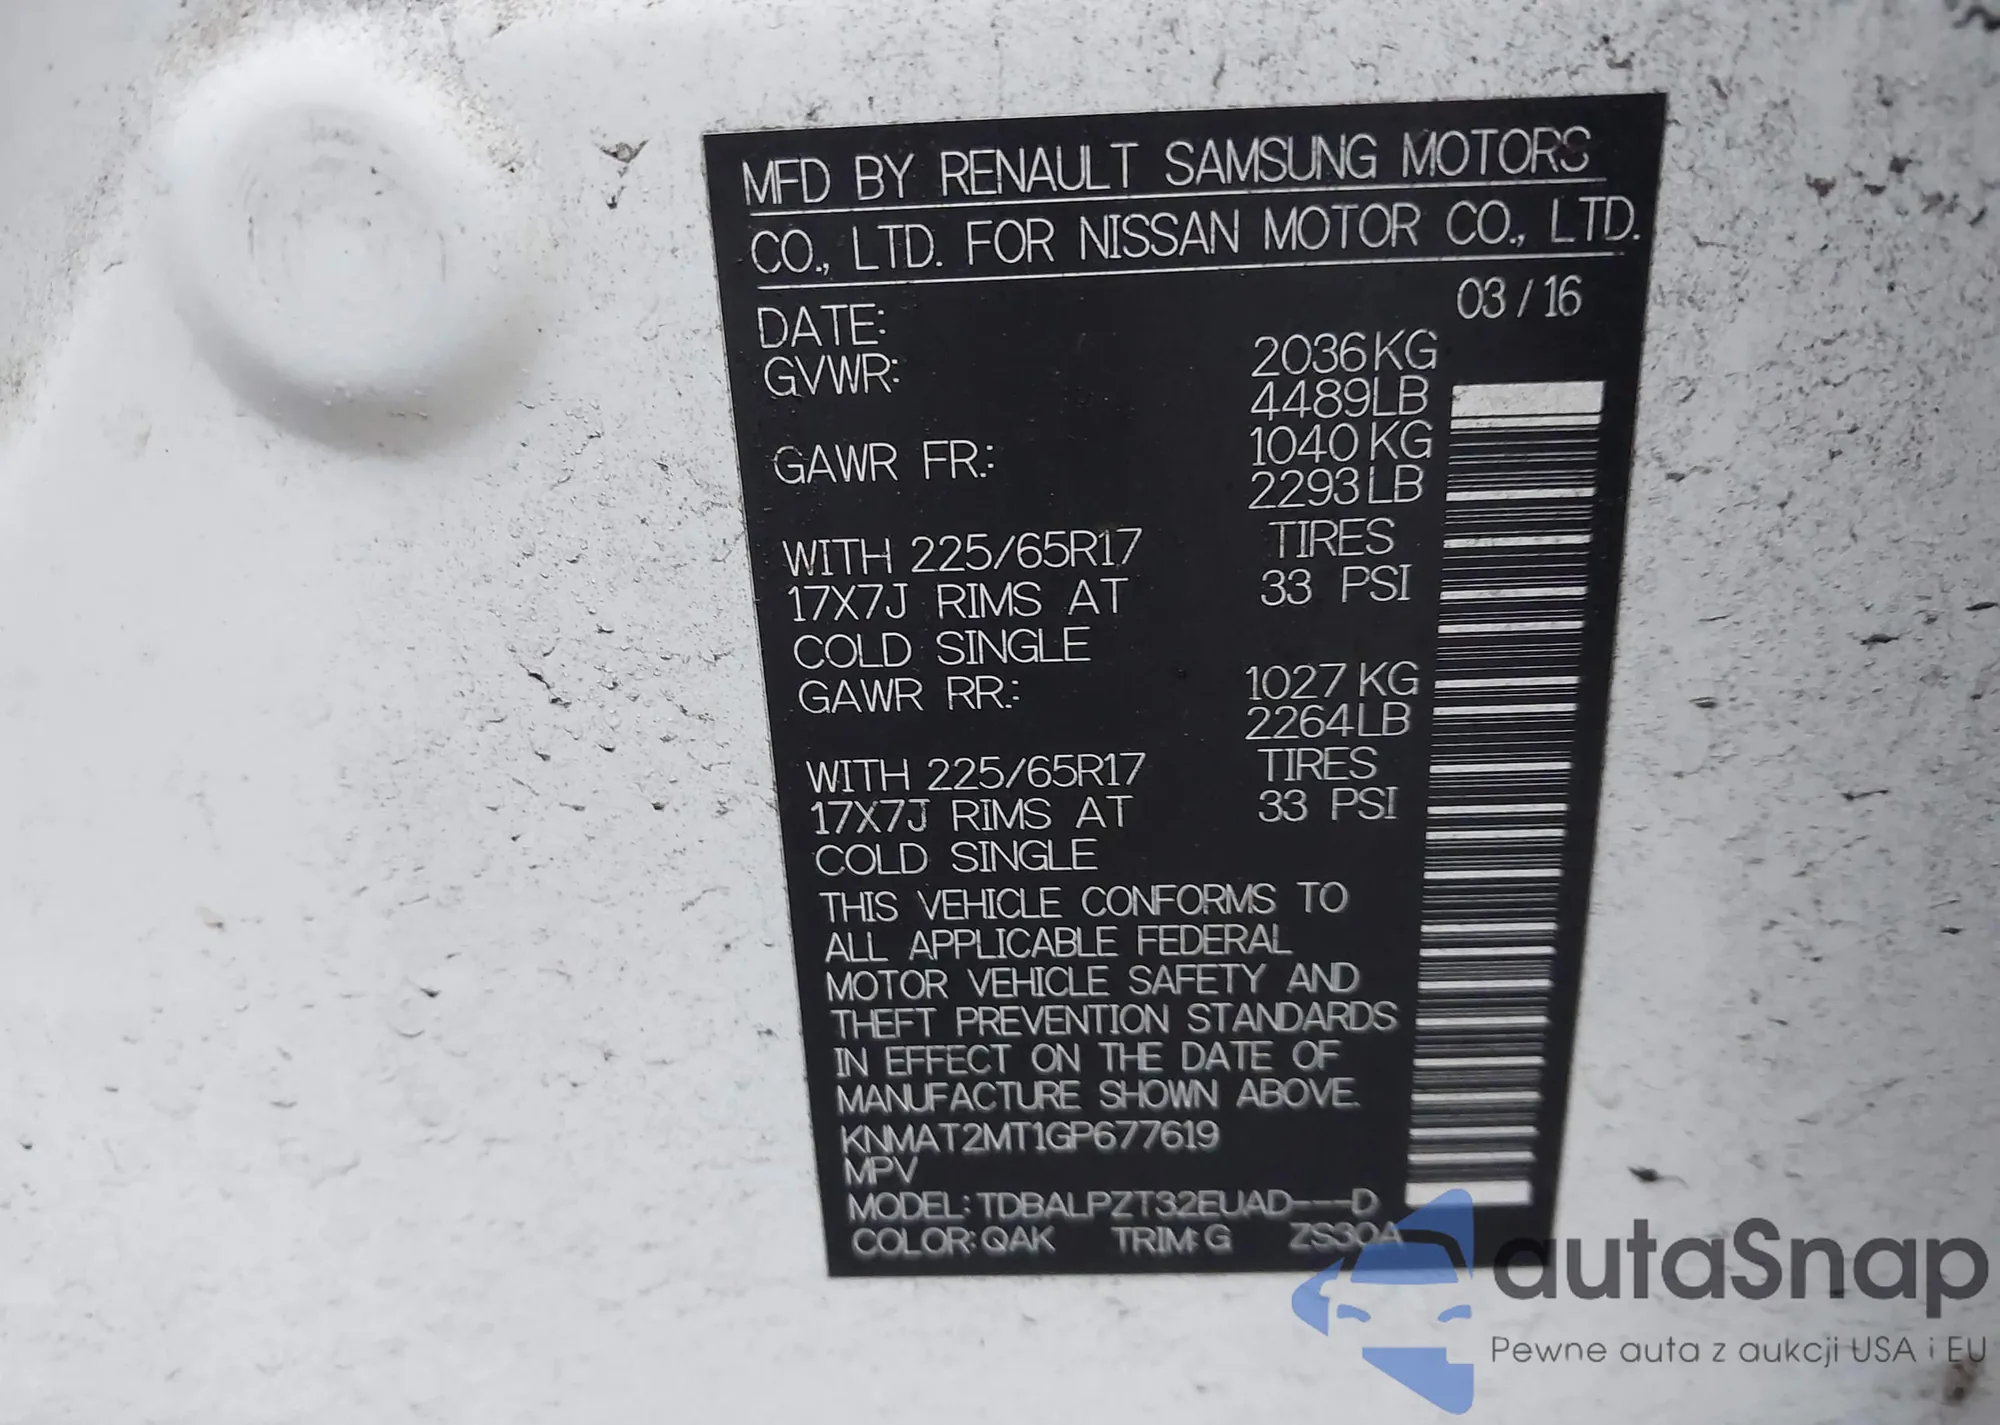 MFD BY RENAULT SAMSUNG MOTORS
CO., LTD. FOR NISSAN MOTOR CO., LTD.
DATE: 03 / 16
GVWR: 2036 KG
4489 LB
GAWR FR.: 1040 KG
2293 LB
WITH 225/65R17 TIRES
17X7J RIMS AT 33 PSI
COLD SINGLE
GAWR RR.: 1027 KG
2264 LB
WITH 225/65R17 TIRES
17X7J RIMS AT 33 PSI
COLD SINGLE
THIS VEHICLE CONFORMS TO
ALL APPLICABLE FEDERAL
MOTOR VEHICLE SAFETY AND
THEFT PREVENTION STANDARDS
IN EFFECT ON THE DATE OF
MANUFACTURE SHOWN ABOVE.
KNMAT2MT1GP677619
MPV
MODEL: TDBALPZT32EUAD---D
COLOR: QAK TRIM: G ZS30A
autaSnap
Pewne auta z aukcji USA i EU